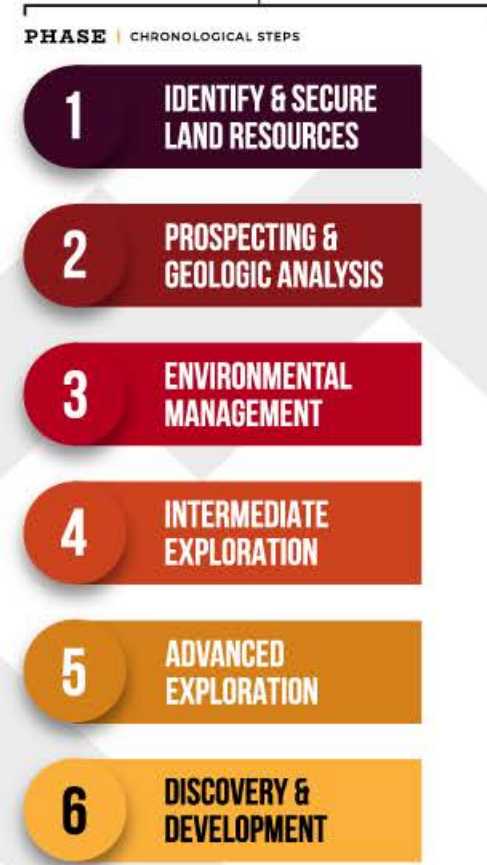 PHASE | CHRONOLOGICAL STEPS
1
IDENTIFY & SECURE
LAND RESOURCES
2
PROSPECTING &
GEOLOGIC ANALYSIS
3
ENVIRONMENTAL
MANAGEMENT
4
INTERMEDIATE
EXPLORATION
5
ADVANCED
EXPLORATION
6
DISCOVERY &
DEVELOPMENT